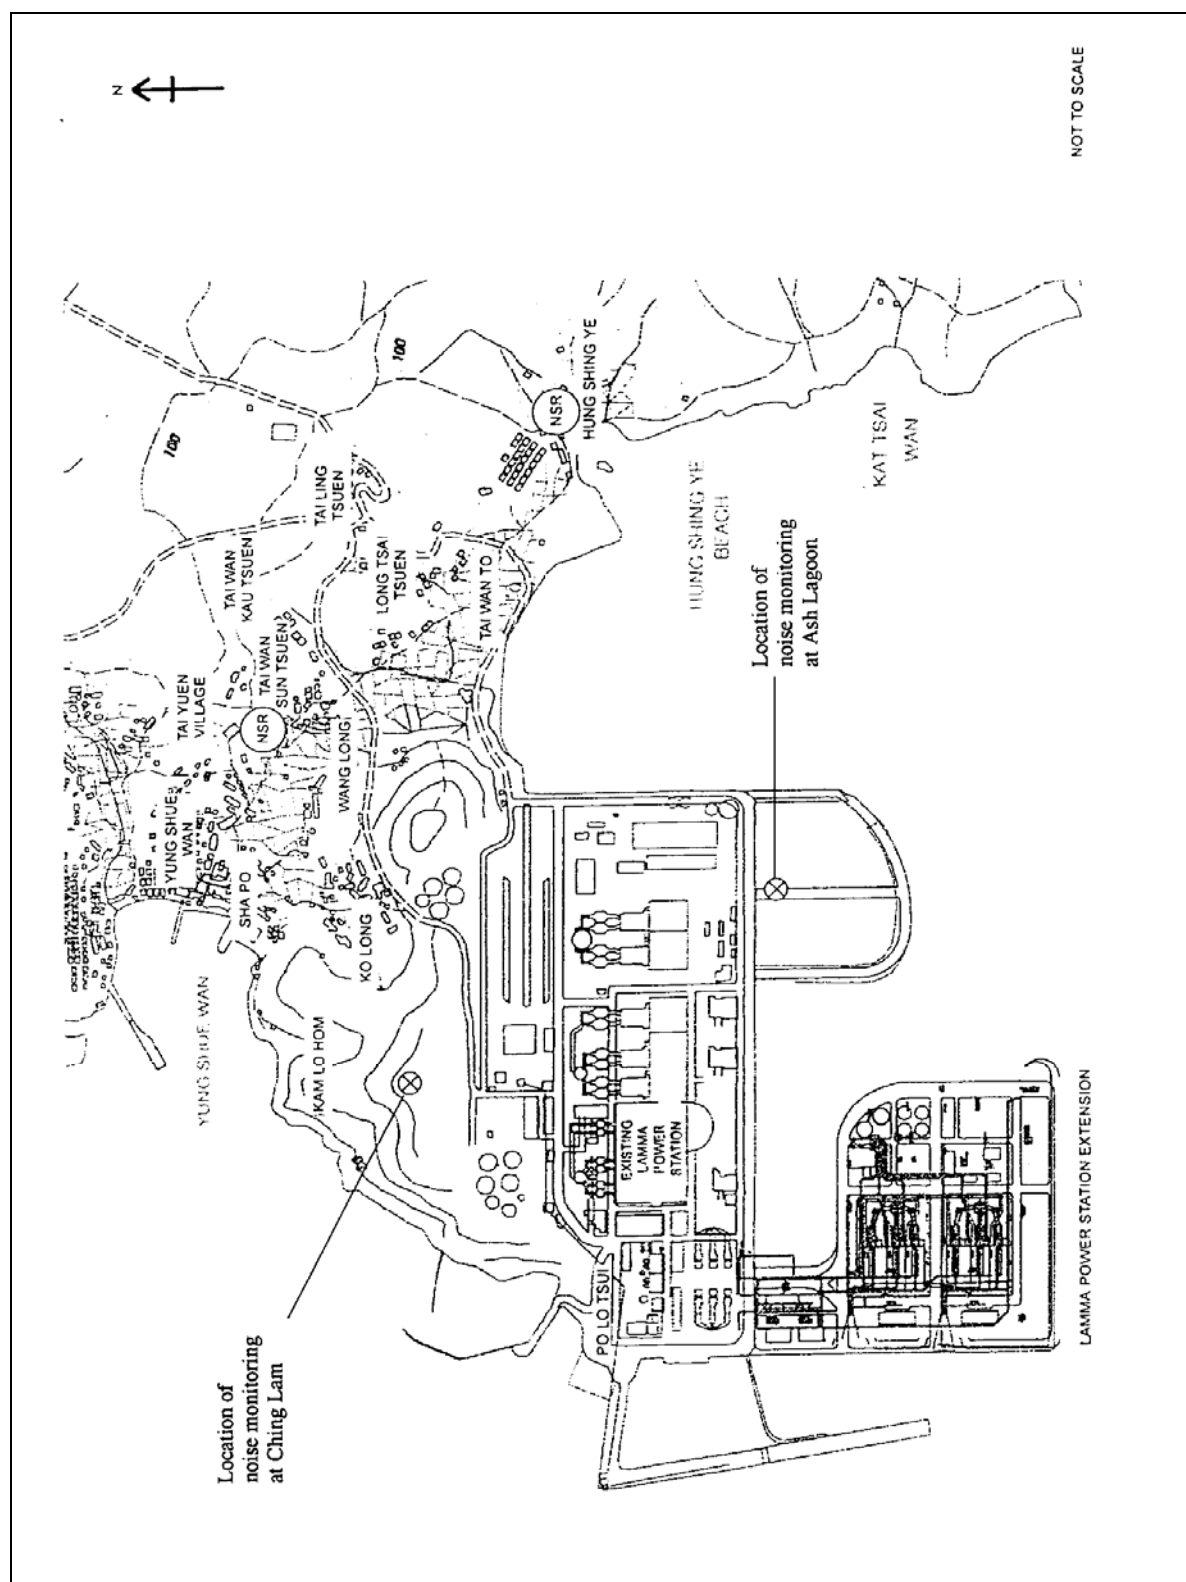 N
NOT TO SCALE
100
100
TAI LING
TSUEN
TAI WAN
KAU TSUEN
LONG TSAI
TSUEN
TAI WAN TO
NSR
HUNG SHING YE
TAI YUEN
VILLAGE
TAI WAN
SUN TSUEN
NSR
WANG LONG
YUNG SHUE
WAN
SHA PO
KO LONG
YUNG SHUE WAN
KAM LO HOM
HUNG SHING YE
BEACH
KAT TSAI
WAN
Location of
noise monitoring
at Ash Lagoon
EXISTING
LAMMA
POWER
STATION
PO LO TSUI
Location of
noise monitoring
at Ching Lam
LAMMA POWER STATION EXTENSION